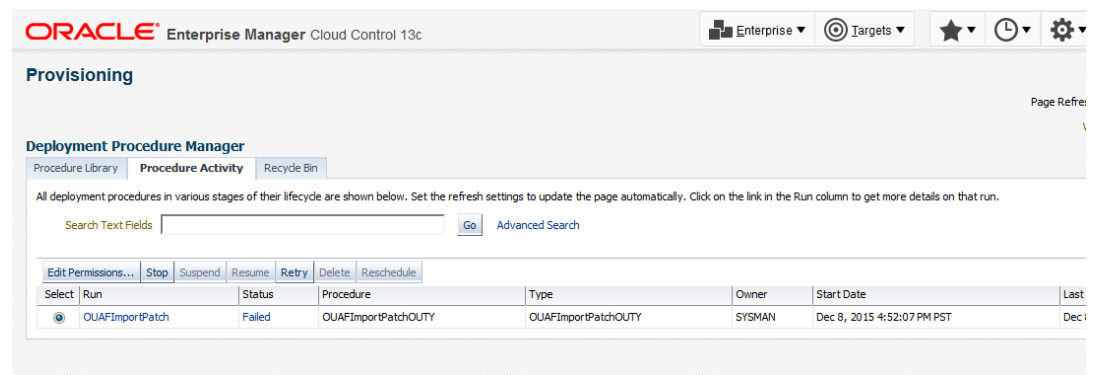 ORACLE® Enterprise Manager Cloud Control 13c Enterprise Targets
Provisioning
Page Refre
Deployment Procedure Manager
Procedure Library Procedure Activity Recycle Bin
All deployment procedures in various stages of their lifecycle are shown below. Set the refresh settings to update the page automatically. Click on the link in the Run column to get more details on that run.
Search Text Fields Go Advanced Search
Edit Permissions... Stop Suspend Resume Retry Delete Reschedule
Select Run Status Procedure Type Owner Start Date Last
OUAFImportPatch Failed OUAFImportPatchOUTY OUAFImportPatchOUTY SYSMAN Dec 8, 2015 4:52:07 PM PST Dec